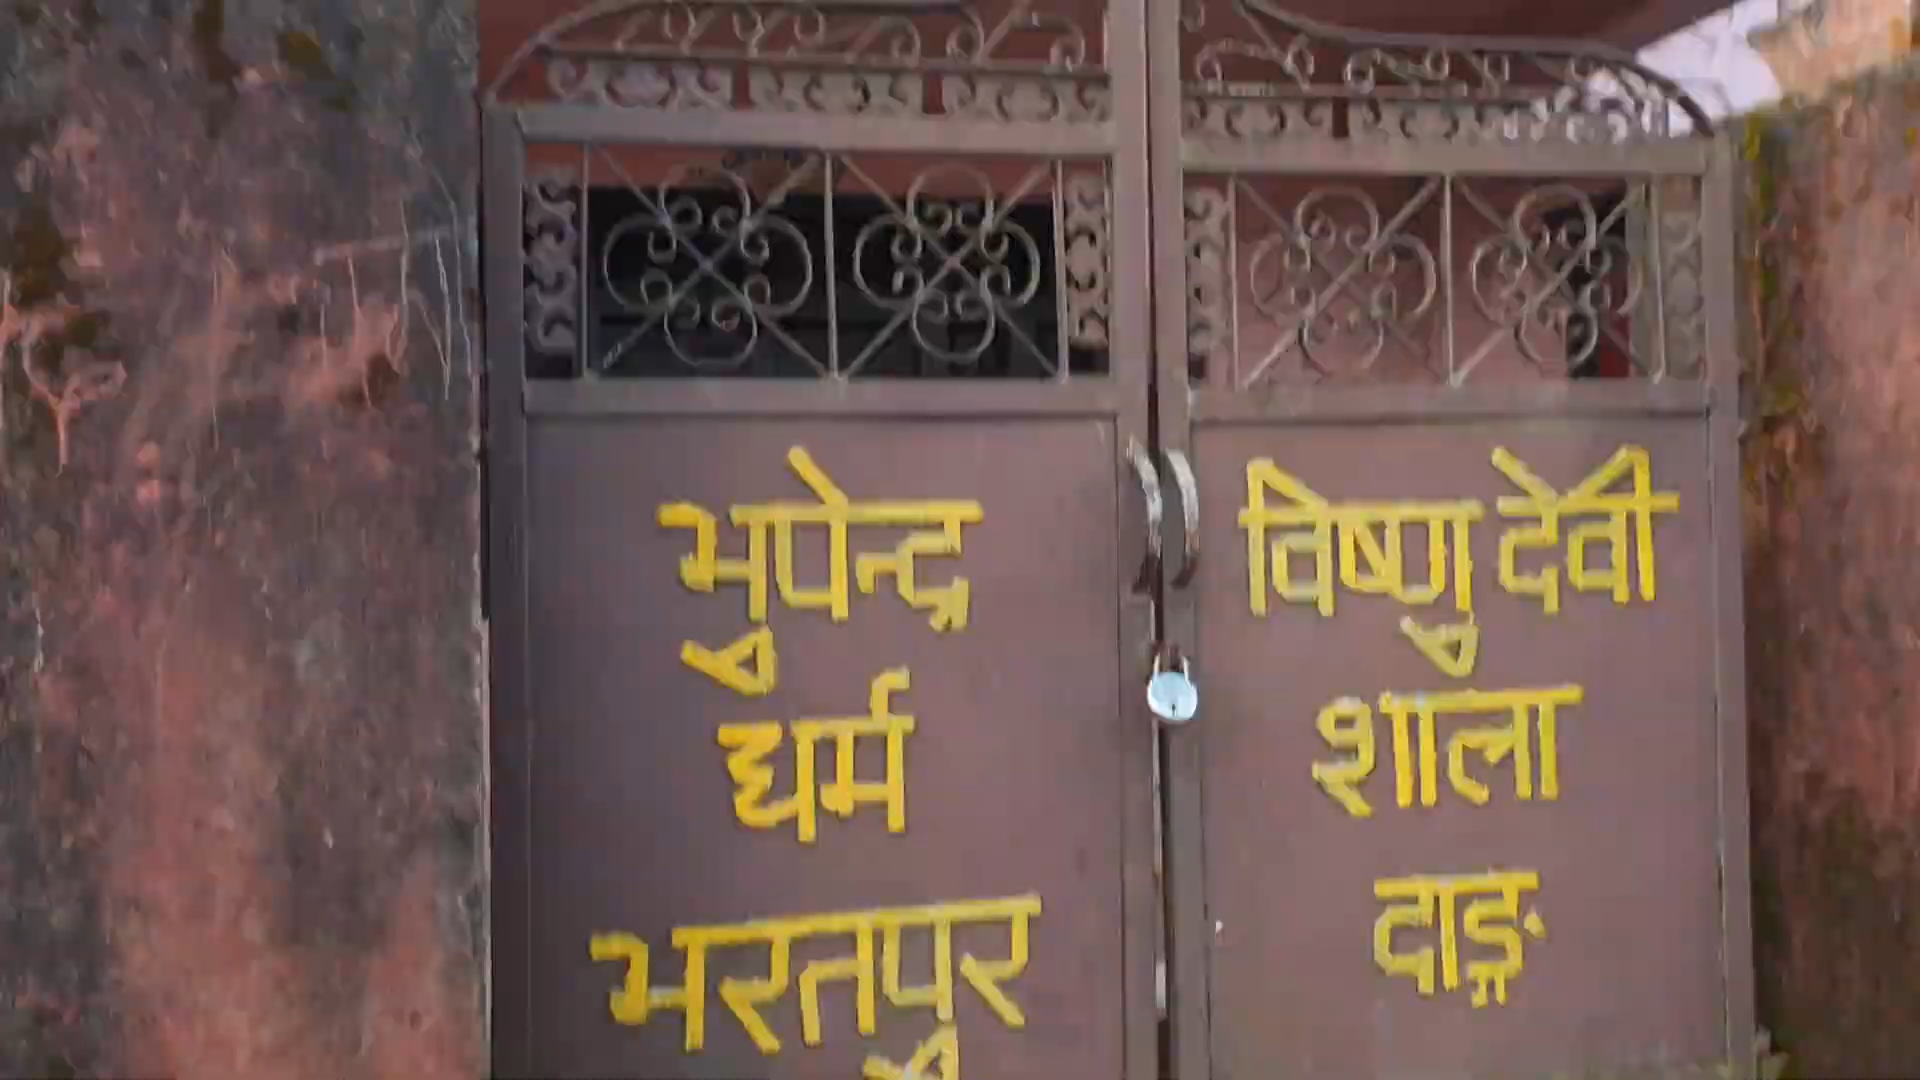 भुपेन्द्र विष्णु देवी
धर्म शाला
भरतपुर दाङ्ग